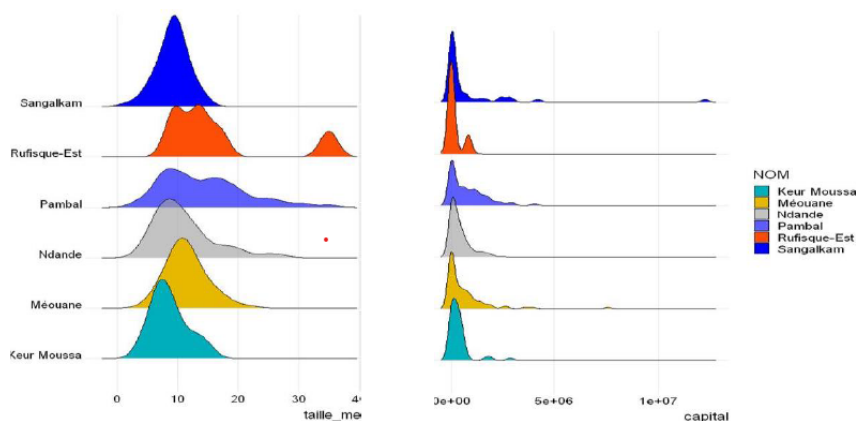 Sangalkam
Rufisque-Est
Pambal
Ndande
Méouane
Keur Moussa
0 10 20 30
taille_me
0e+00 5e+06 1e+07
capital
NOM
Keur Moussa
Méouane
Ndande
Pambal
Rufisque-Est
Sangalkam